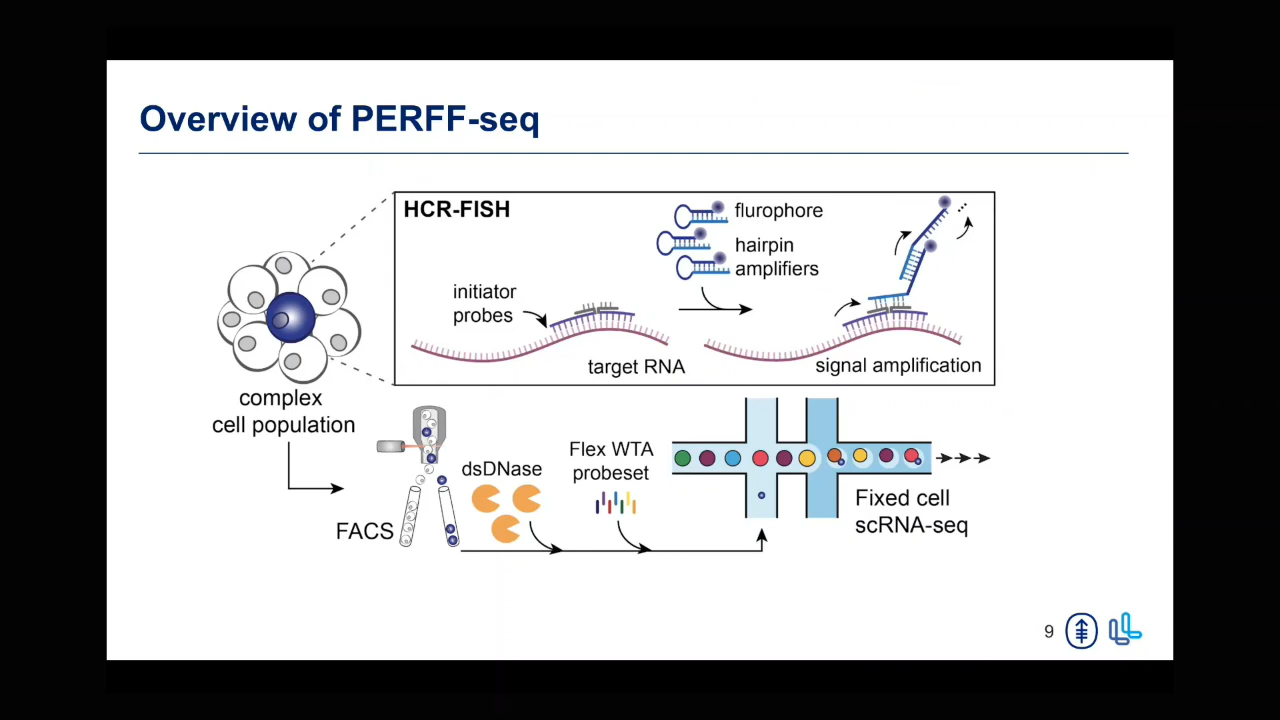 Overview of PERFF-seq
HCR-FISH
flurophore
hairpin
amplifiers
initiator
probes
target RNA
signal amplification
complex
cell population
FACS
dsDNase
Flex WTA
probeset
Fixed cell
scRNA-seq
9